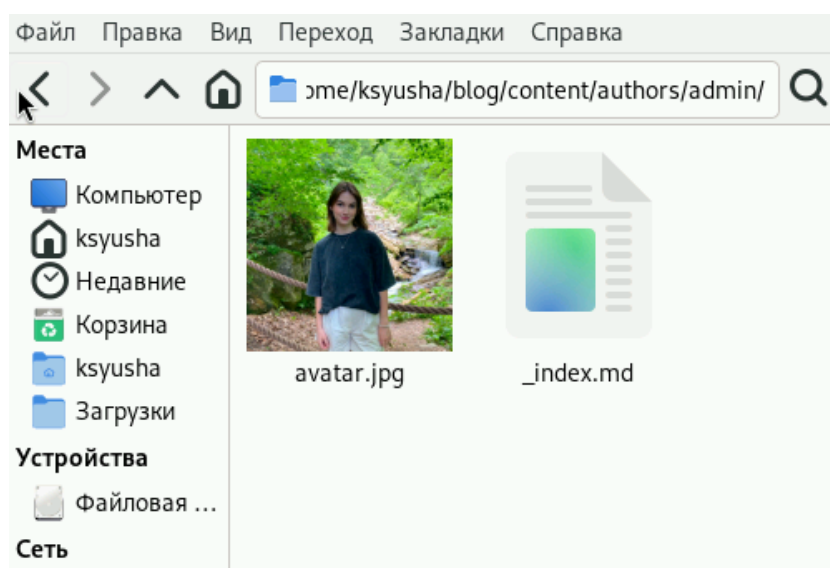 Файл Правка Вид Переход Закладки Справка
ome/ksyusha/blog/content/authors/admin/
Места
Компьютер
ksyusha
Недавние
Корзина
ksyusha
Загрузки
Устройства
Файловая ...
Сеть
avatar.jpg
_index.md